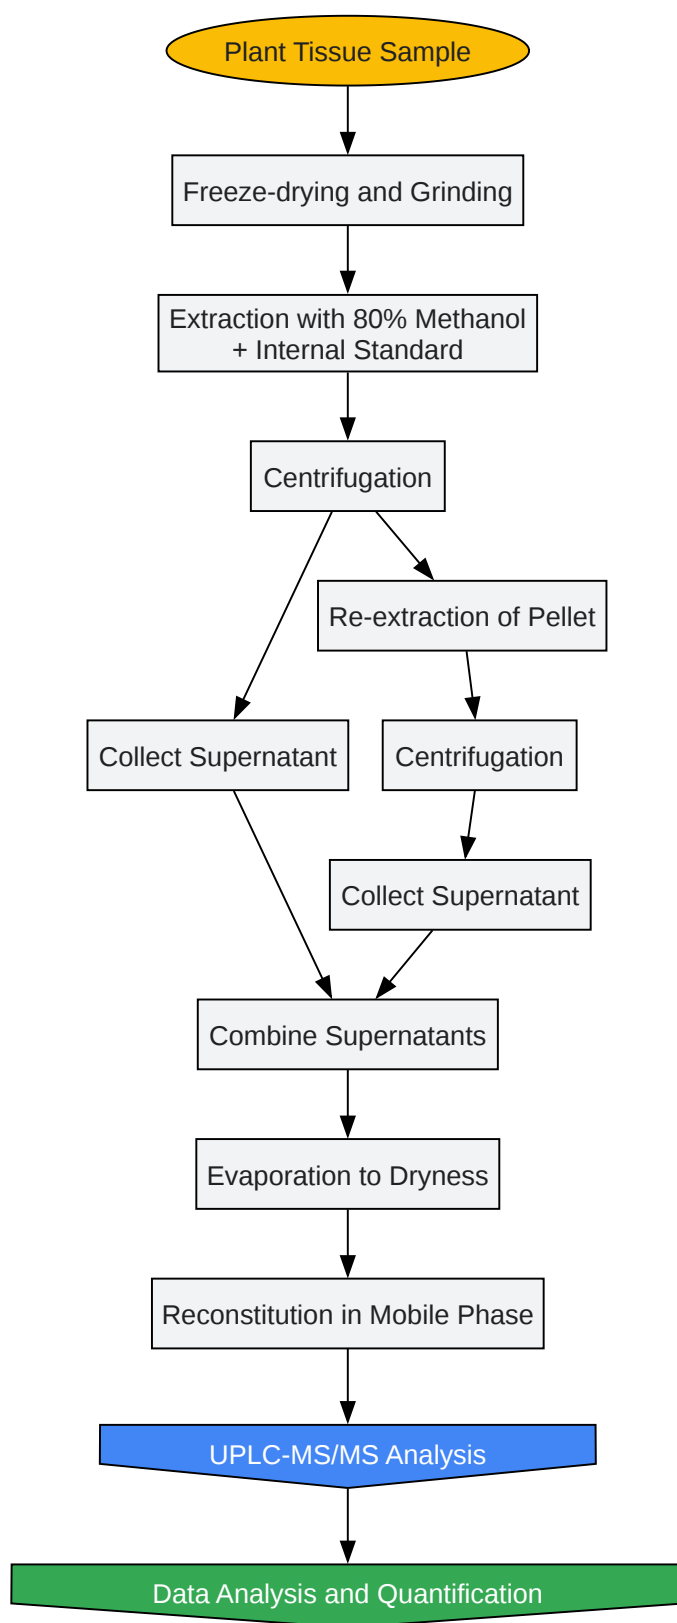 Plant Tissue Sample
Freeze-drying and Grinding
Extraction with 80% Methanol
+ Internal Standard
Centrifugation
Re-extraction of Pellet
Collect Supernatant
Centrifugation
Collect Supernatant
Combine Supernatants
Evaporation to Dryness
Reconstitution in Mobile Phase
UPLC-MS/MS Analysis
Data Analysis and Quantification